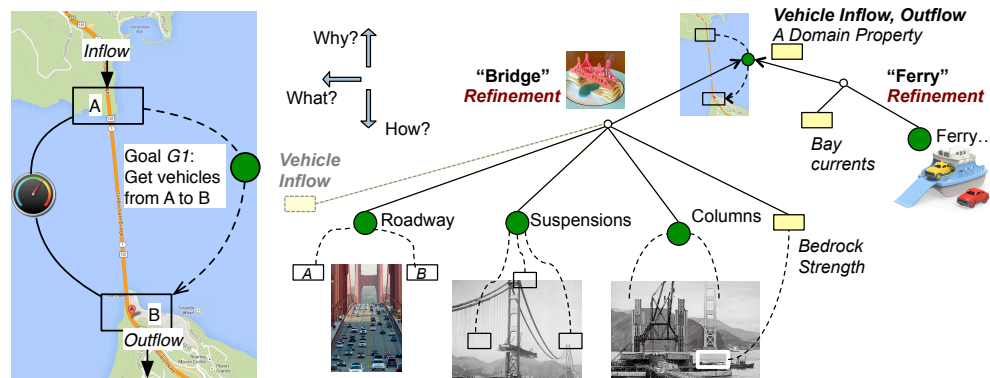 Inflow
A
Goal G1:
Get vehicles
from A to B
B
Outflow
Why?
What?
How?
“Bridge”
Refinement
Vehicle Inflow, Outflow
A Domain Property
“Ferry”
Refinement
Bay
currents
Ferry..
Vehicle
Inflow
Roadway
Suspensions
Columns
Bedrock
Strength
A
B